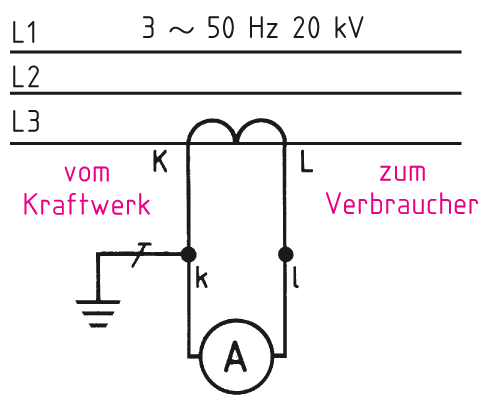 L1 3 ~ 50 Hz 20 kV
L2
L3
K L
vom zum
Kraftwerk Verbraucher
k l
A